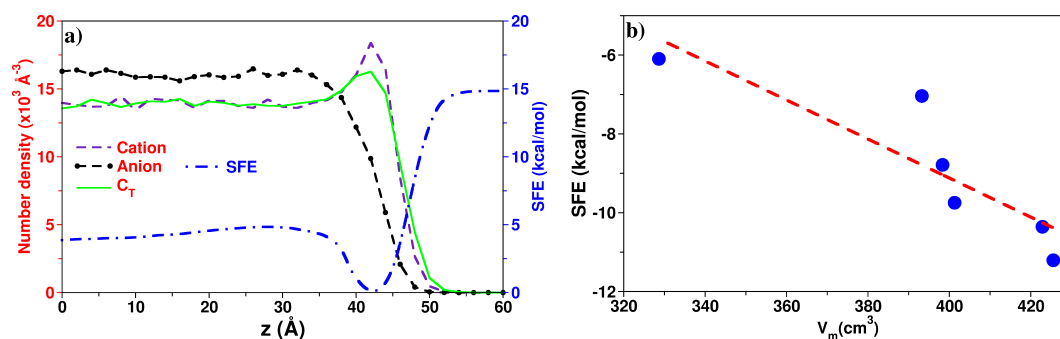 a)
Number density (x10³ Å⁻³)
20
15
10
5
0
Cation
Anion
C_T
SFE
20
15
10
5
0
SFE (kcal/mol)
0 10 20 30 40 50 60
z (Å)
b)
SFE (kcal/mol)
-6
-8
-10
-12
320 340 360 380 400 420
V_m(cm³)